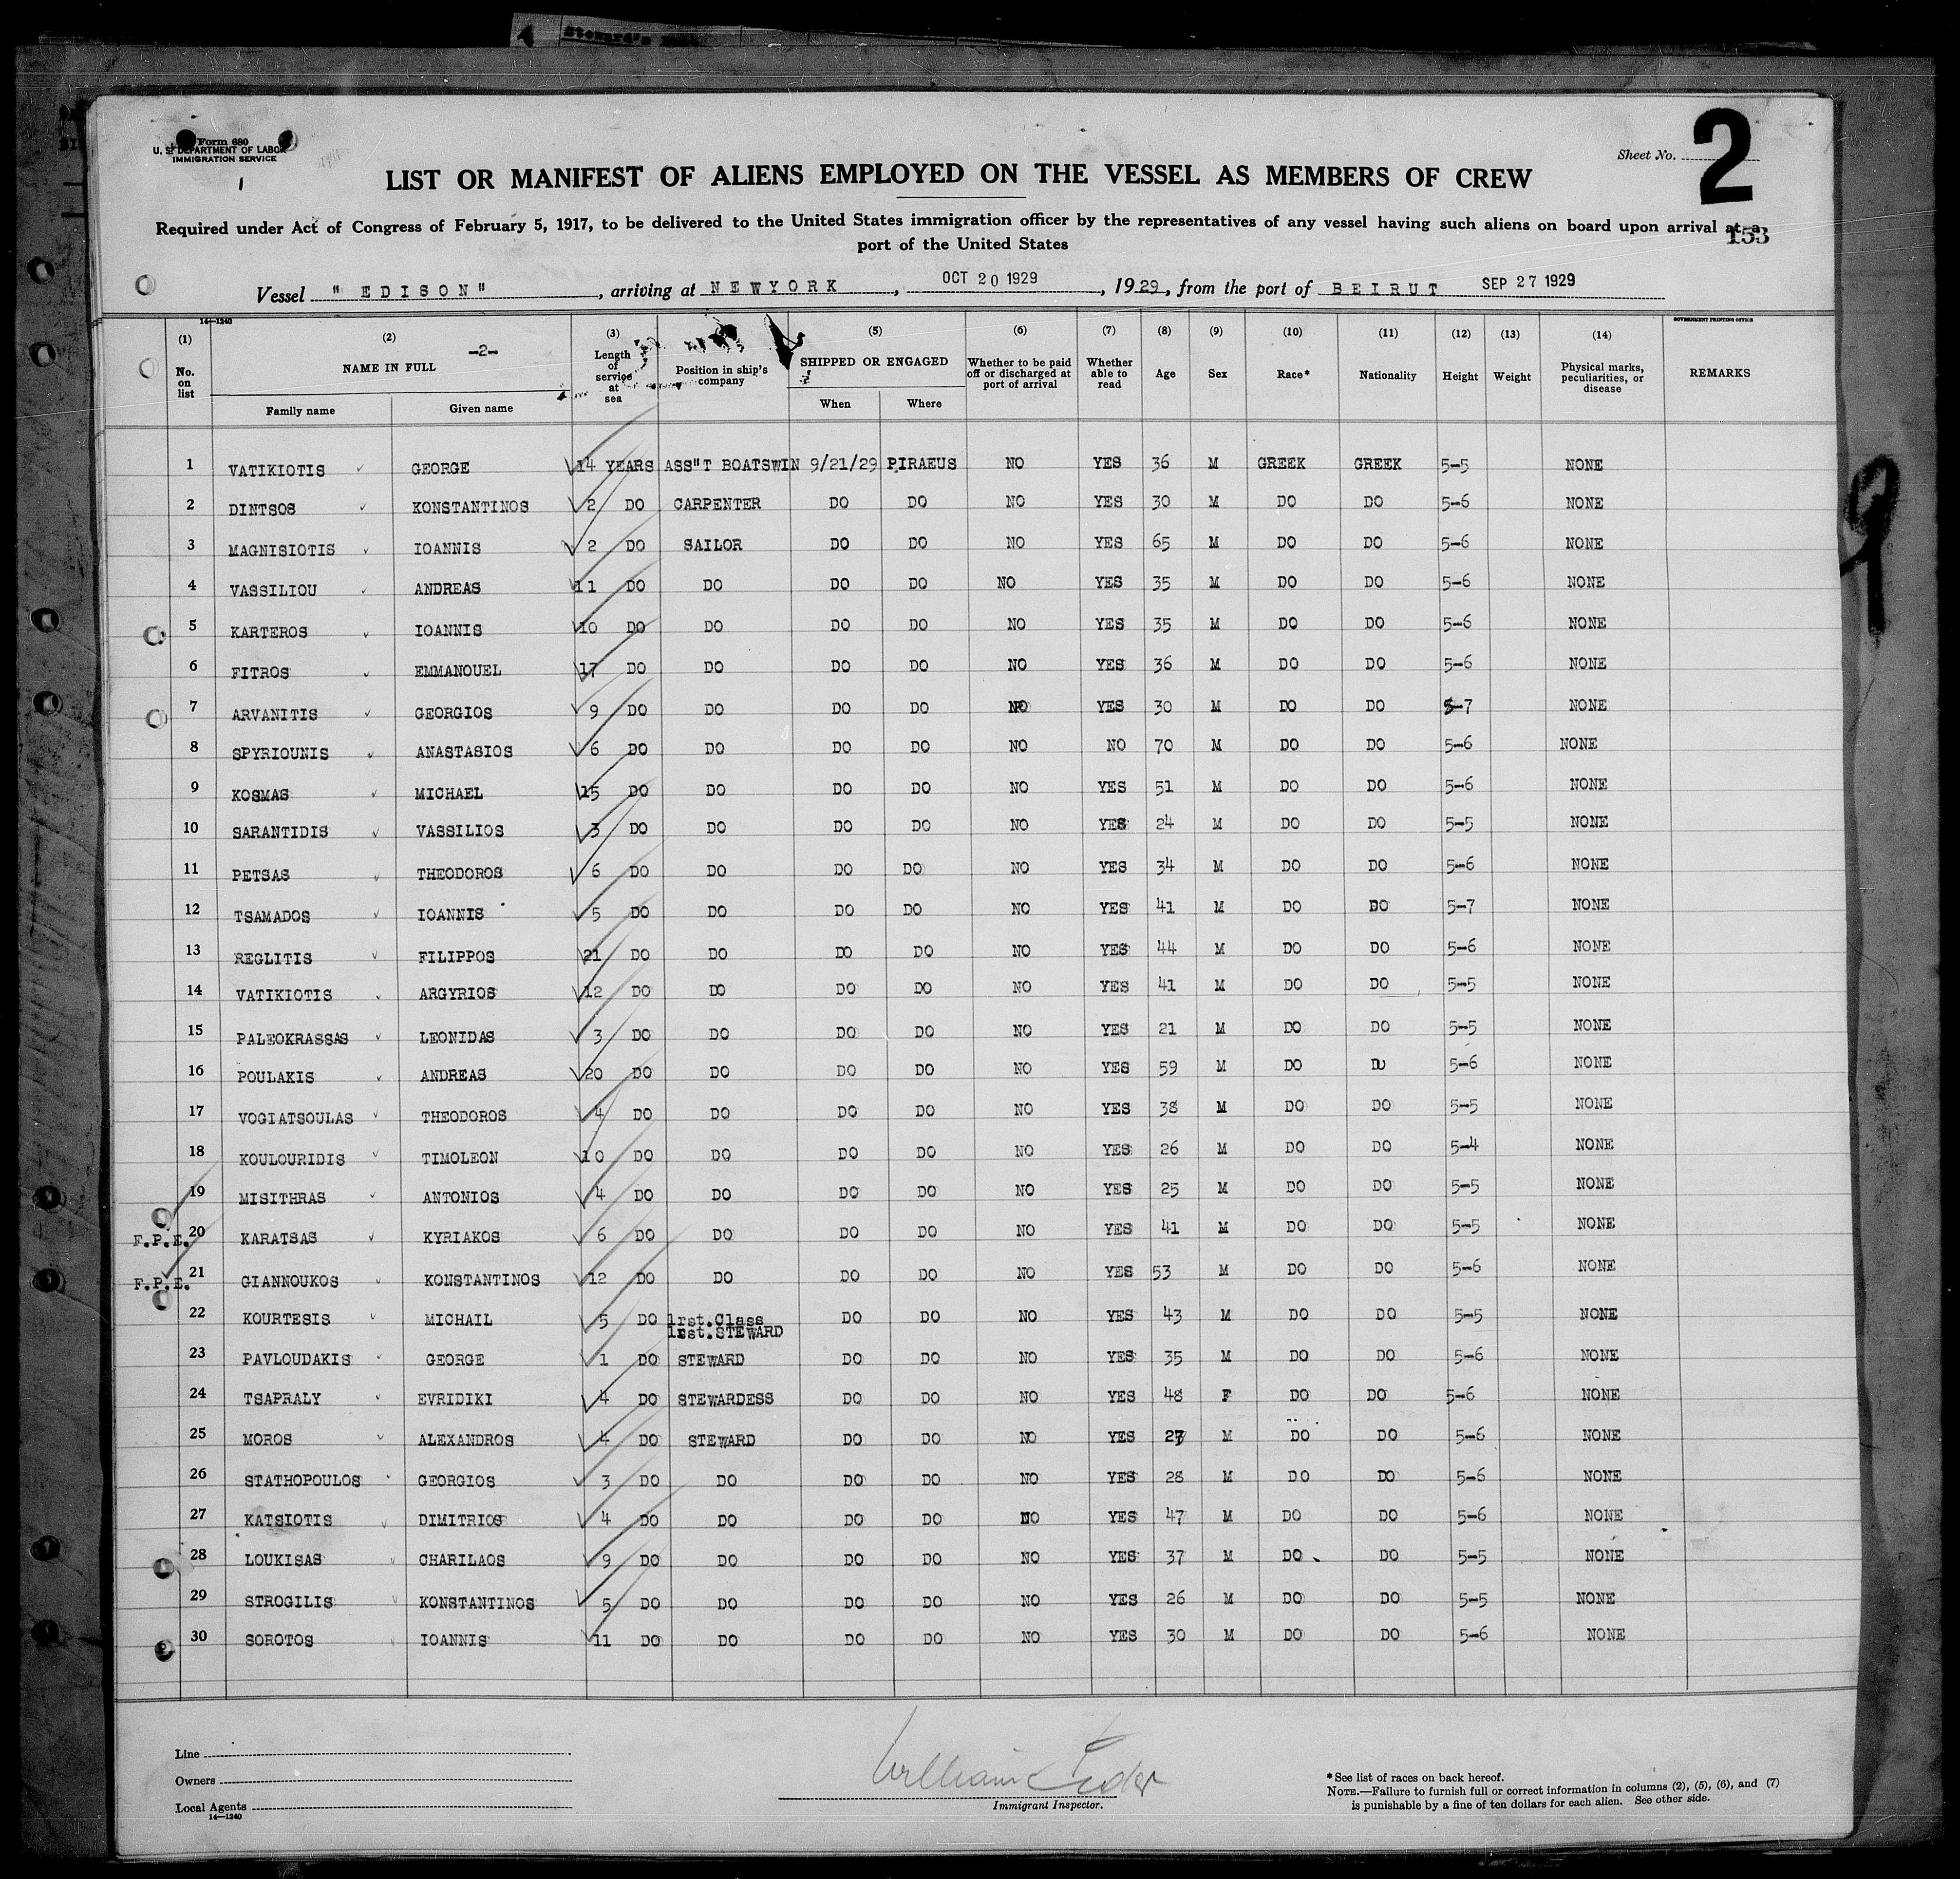 Steward's
Form 680
U. S. DEPARTMENT OF LABOR
IMMIGRATION SERVICE
1
Sheet No. 2
LIST OR MANIFEST OF ALIENS EMPLOYED ON THE VESSEL AS MEMBERS OF CREW
Required under Act of Congress of February 5, 1917, to be delivered to the United States immigration officer by the representatives of any vessel having such aliens on board upon arrival at a
port of the United States
153
Vessel "EDISON", arriving at NEWYORK, OCT 20 1929, 1929, from the port of BEIRUT SEP 27 1929
14—1240 GOVERNMENT PRINTING OFFICE
(1) No. on list (2) NAME IN FULL -2- Family name Given name (3) Length of service at sea Position in ship's company (5) SHIPPED OR ENGAGED When Where (6) Whether to be paid off or discharged at port of arrival (7) Whether able to read (8) Age (9) Sex (10) Race* (11) Nationality (12) Height (13) Weight (14) Physical marks, peculiarities, or disease REMARKS
1 VATIKIOTIS GEORGE 14 YEARS ASS"T BOATSWIN 9/21/29 PIRAEUS NO YES 36 M GREEK GREEK 5-5 NONE
2 DINTSOS KONSTANTINOS 2 DO CARPENTER DO DO NO YES 30 M DO DO 5-6 NONE
3 MAGNISIOTIS IOANNIS 2 DO SAILOR DO DO NO YES 65 M DO DO 5-6 NONE
4 VASSILIOU ANDREAS 11 DO DO DO DO NO YES 35 M DO DO 5-6 NONE
5 KARTEROS IOANNIS 10 DO DO DO DO NO YES 35 M DO DO 5-6 NONE
6 FITROS EMMANOUEL 17 DO DO DO DO NO YES 36 M DO DO 5-6 NONE
7 ARVANITIS GEORGIOS 9 DO DO DO DO NO YES 30 M DO DO 5-7 NONE
8 SPYRIOUNIS ANASTASIOS 6 DO DO DO DO NO NO 70 M DO DO 5-6 NONE
9 KOSMAS MICHAEL 15 DO DO DO DO NO YES 51 M DO DO 5-6 NONE
10 SARANTIDIS VASSILIOS 3 DO DO DO DO NO YES 24 M DO DO 5-5 NONE
11 PETSAS THEODOROS 6 DO DO DO DO NO YES 34 M DO DO 5-6 NONE
12 TSAMADOS IOANNIS 5 DO DO DO DO NO YES 41 M DO DO 5-7 NONE
13 REGLITIS FILIPPOS 21 DO DO DO DO NO YES 44 M DO DO 5-6 NONE
14 VATIKIOTIS ARGYRIOS 12 DO DO DO DO NO YES 41 M DO DO 5-5 NONE
15 PALEOKRASSAS LEONIDAS 3 DO DO DO DO NO YES 21 M DO DO 5-5 NONE
16 POULAKIS ANDREAS 20 DO DO DO DO NO YES 59 M DO DO 5-6 NONE
17 VOGIATSOULAS THEODOROS 4 DO DO DO DO NO YES 38 M DO DO 5-5 NONE
18 KOULOURIDIS TIMOLEON 10 DO DO DO DO NO YES 26 M DO DO 5-4 NONE
19 MISITHRAS ANTONIOS 4 DO DO DO DO NO YES 25 M DO DO 5-5 NONE
F.P.E. 20 KARATSAS KYRIAKOS 6 DO DO DO DO NO YES 41 M DO DO 5-5 NONE
F.P.E. 21 GIANNOUKOS KONSTANTINOS 12 DO DO DO DO NO YES 53 M DO DO 5-6 NONE
22 KOURTESIS MICHAIL 5 DO 1rst.Class 1rst.STEWARD DO DO NO YES 43 M DO DO 5-5 NONE
23 PAVLOUDAKIS GEORGE 1 DO STEWARD DO DO NO YES 35 M DO DO 5-6 NONE
24 TSAPRALY EVRIDIKI 4 DO STEWARDESS DO DO NO YES 48 F DO DO 5-6 NONE
25 MOROS ALEXANDROS 4 DO STEWARD DO DO NO YES M DO DO 5-6 NONE
26 STATHOPOULOS GEORGIOS 3 DO DO DO DO NO YES 28 M DO DO 5-6 NONE
27 KATSIOTIS DIMITRIOS 4 DO DO DO DO NO YES 47 M DO DO 5-6 NONE
28 LOUKISAS CHARILAOS 9 DO DO DO DO NO YES 37 M DO DO 5-5 NONE
29 STROGILIS KONSTANTINOS 5 DO DO DO DO NO YES 26 M DO DO 5-5 NONE
30 SOROTOS IOANNIS 11 DO DO DO DO NO YES 30 M DO DO 5-6 NONE
Line
Owners
Local Agents
14—1240
William
Immigrant Inspector.
*See list of races on back hereof.
NOTE.—Failure to furnish full or correct information in columns (2), (5), (6), and (7)
is punishable by a fine of ten dollars for each alien. See other side.